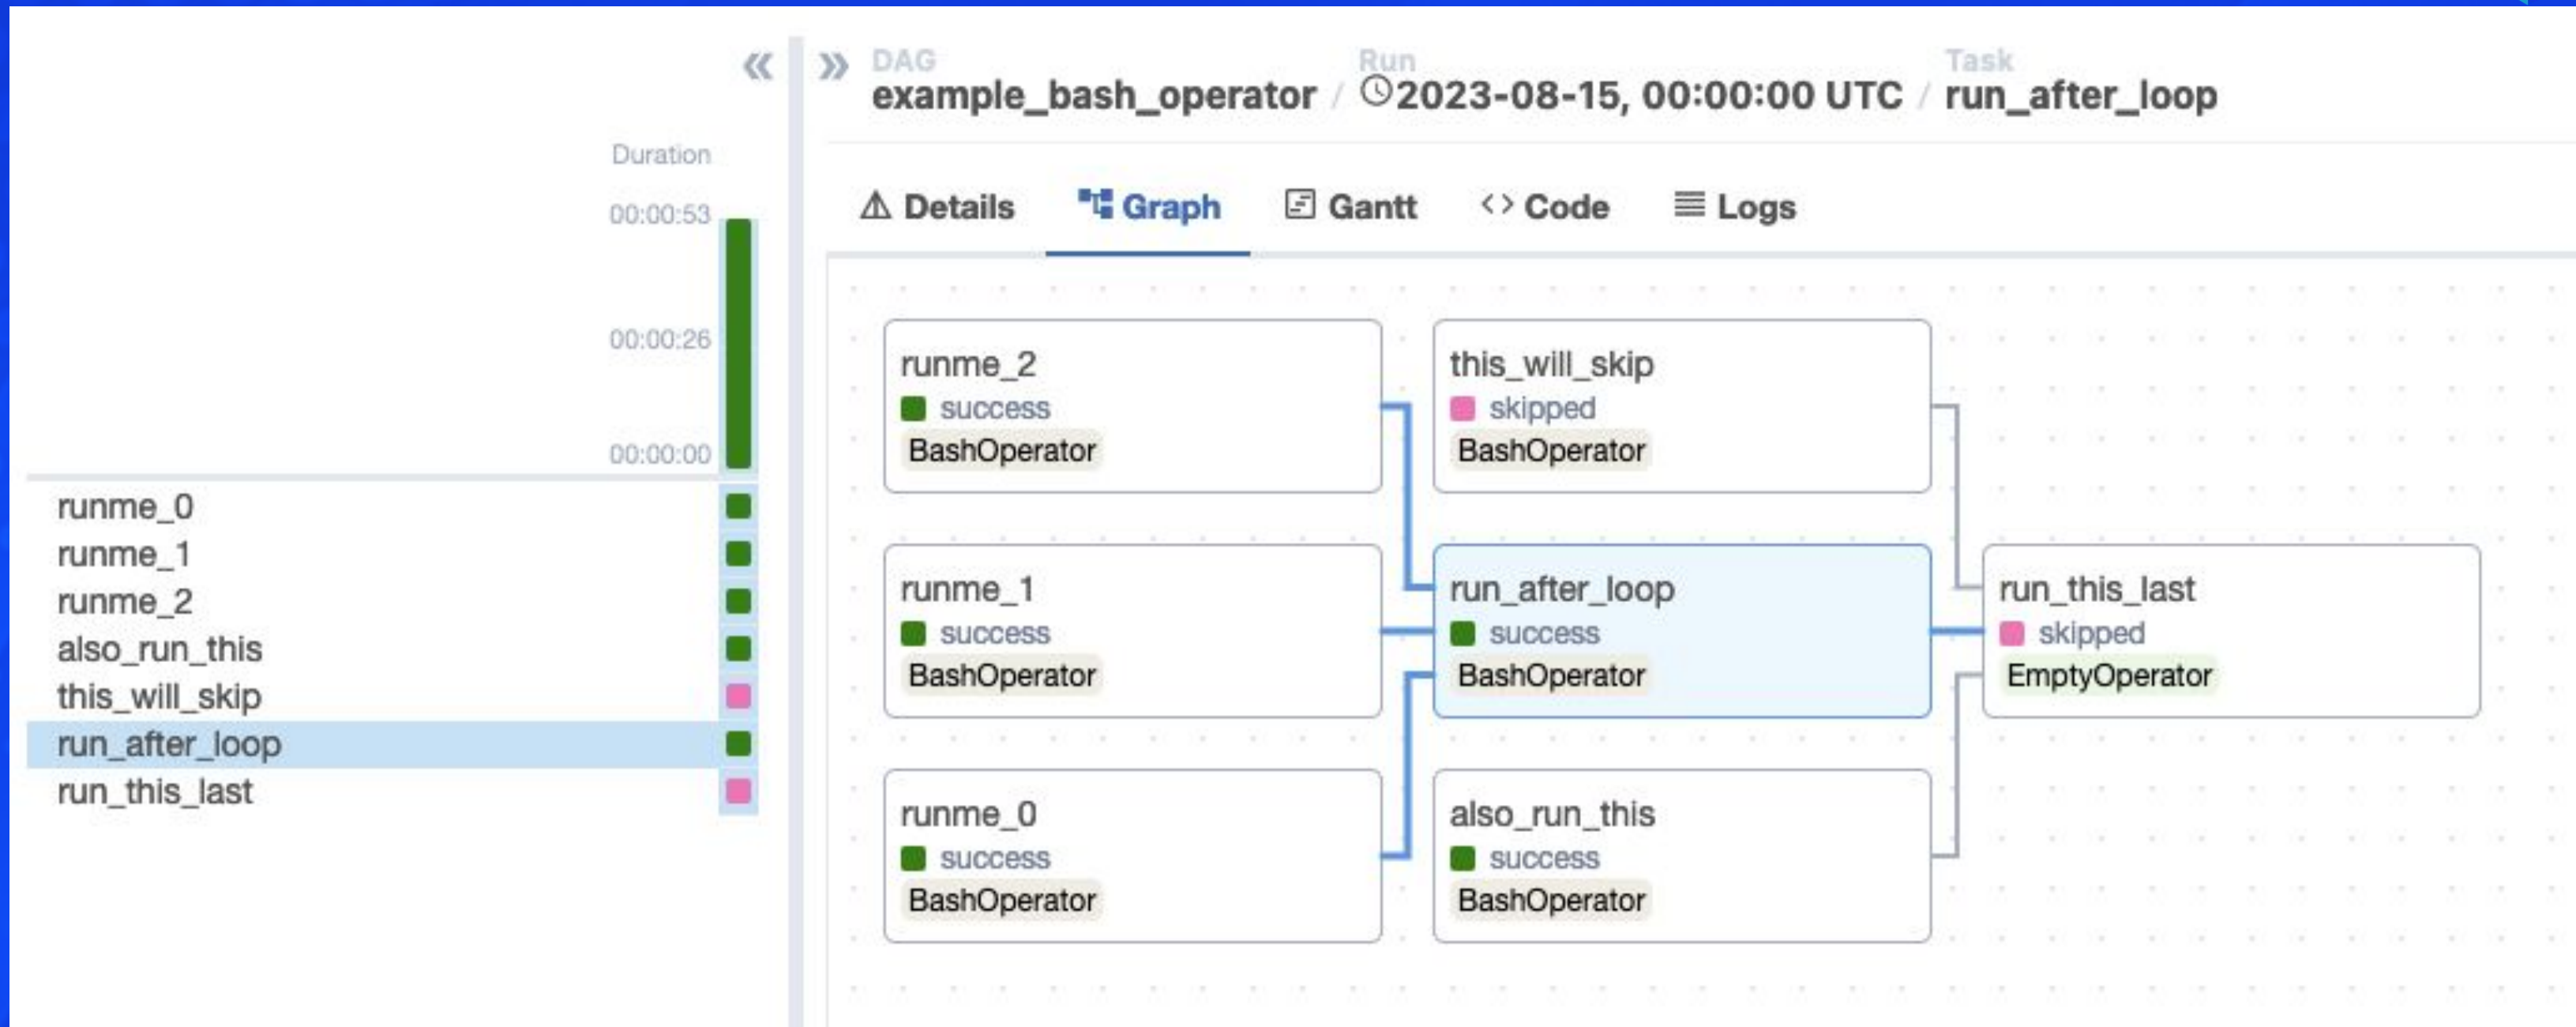 Duration
00:00:53
00:00:26
00:00:00
runme_0
runme_1
runme_2
also_run_this
this_will_skip
run_after_loop
run_this_last
DAG
example_bash_operator
/
Run
2023-08-15, 00:00:00 UTC
/
Task
run_after_loop
Details
Graph
Gantt
Code
Logs
runme_2
success
BashOperator
this_will_skip
skipped
BashOperator
runme_1
success
BashOperator
run_after_loop
success
BashOperator
run_this_last
skipped
EmptyOperator
runme_0
success
BashOperator
also_run_this
success
BashOperator